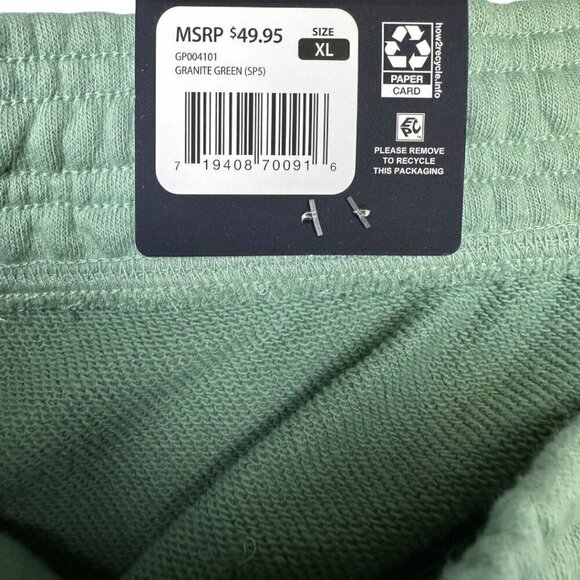 MSRP $49.95
SIZE
XL
GP004101
GRANITE GREEN (SP5)
7 19408 70091 6
how2recycle.info
PAPER
CARD
EPC
PLEASE REMOVE
TO RECYCLE
THIS PACKAGING